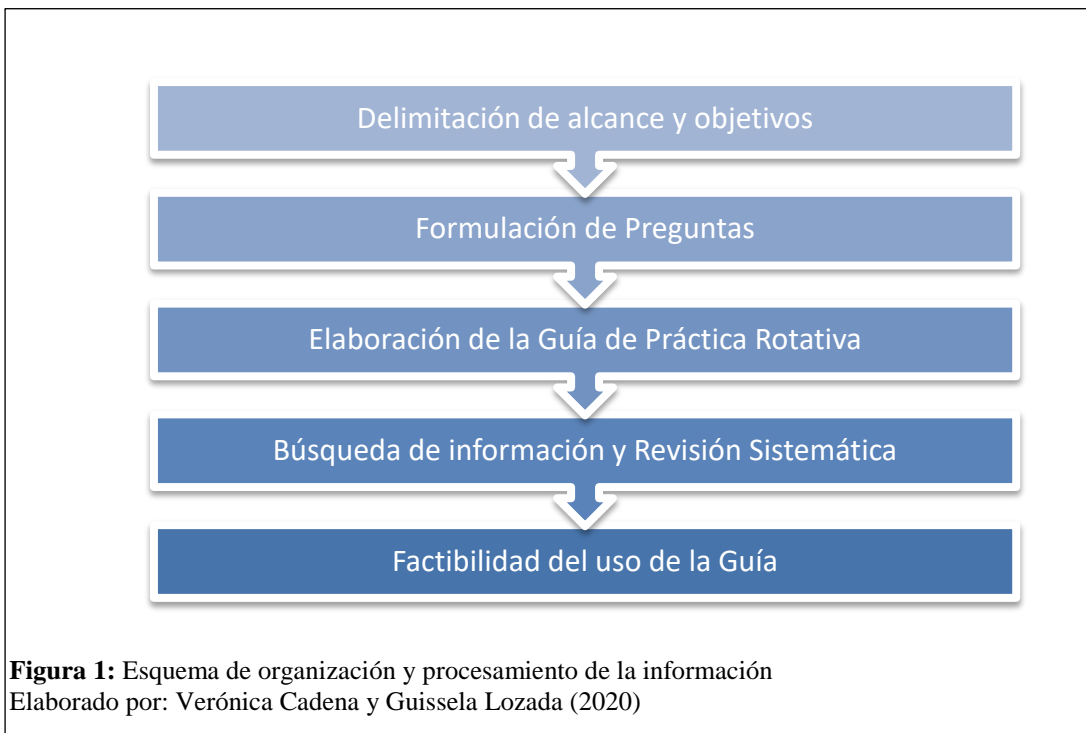 Delimitación de alcance y objetivos
Formulación de Preguntas
Elaboración de la Guía de Práctica Rotativa
Búsqueda de información y Revisión Sistemática
Factibilidad del uso de la Guía
Figura 1: Esquema de organización y procesamiento de la información
Elaborado por: Verónica Cadena y Guissela Lozada (2020)